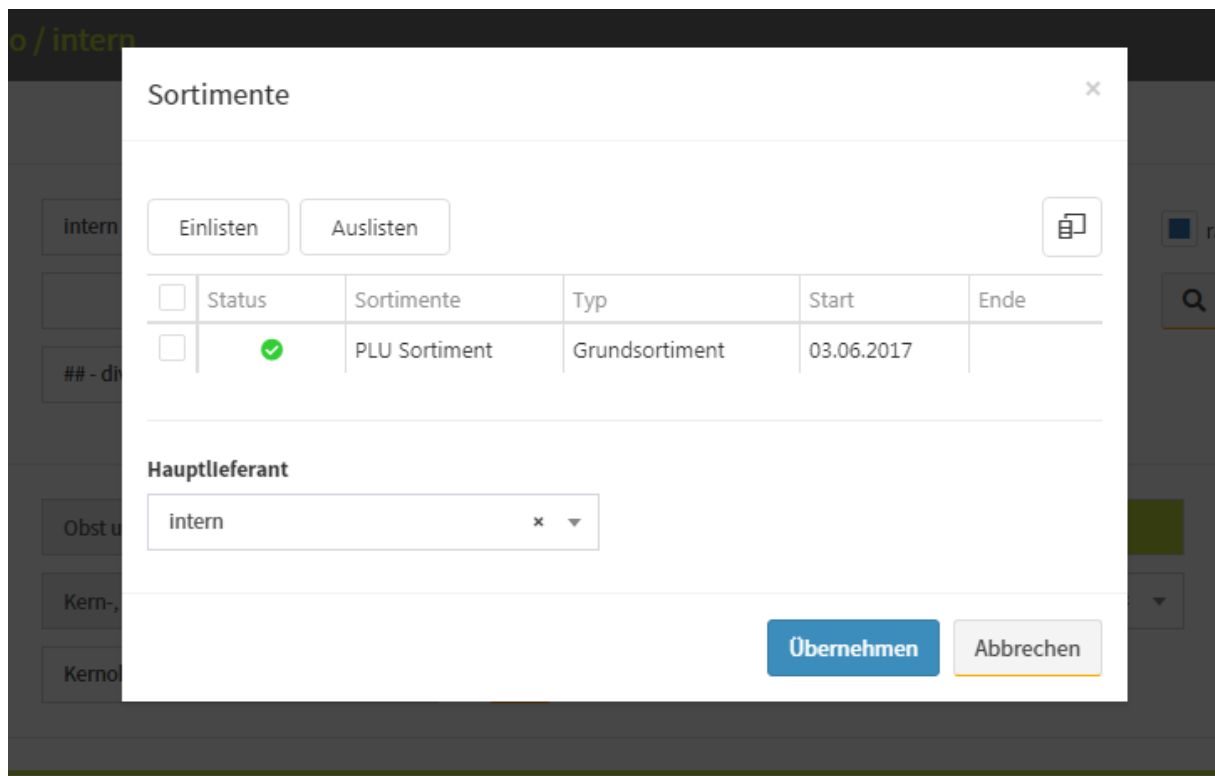 o / intern
Sortimente
×
Einlisten Auslisten
intern
Status Sortimente Typ Start Ende
PLU Sortiment Grundsortiment 03.06.2017
## - div
Hauptlieferant
intern × 
Obst u
Kern-,
Übernehmen Abbrechen
Kernol